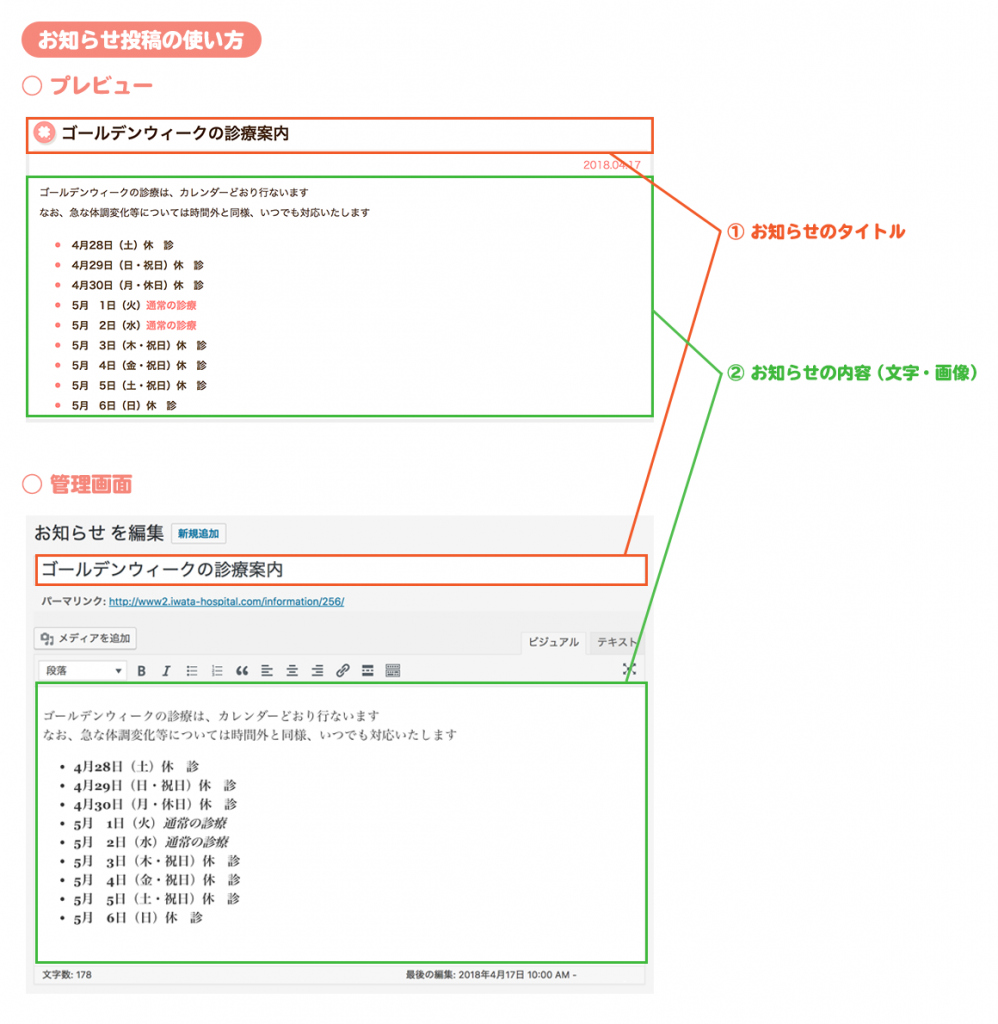 お知らせ投稿の使い方
○ プレビュー
ゴールデンウィークの診療案内
2018.04.17
ゴールデンウィークの診療は、カレンダーどおり行ないます
なお、急な体調変化等については時間外と同様、いつでも対応いたします
4月28日（土）休　診
4月29日（日・祝日）休　診
4月30日（月・休日）休　診
5月　1日（火）通常の診療
5月　2日（水）通常の診療
5月　3日（木・祝日）休　診
5月　4日（金・祝日）休　診
5月　5日（土・祝日）休　診
5月　6日（日）休　診
① お知らせのタイトル
② お知らせの内容（文字・画像）
○ 管理画面
お知らせ を編集 新規追加
ゴールデンウィークの診療案内
パーマリンク: http://www2.iwata-hospital.com/information/256/
メディアを追加
ビジュアル テキスト
段落 B I
ゴールデンウィークの診療は、カレンダーどおり行ないます
なお、急な体調変化等については時間外と同様、いつでも対応いたします
4月28日（土）休　診
4月29日（日・祝日）休　診
4月30日（月・休日）休　診
5月　1日（火）通常の診療
5月　2日（水）通常の診療
5月　3日（木・祝日）休　診
5月　4日（金・祝日）休　診
5月　5日（土・祝日）休　診
5月　6日（日）休　診
文字数: 178
最後の編集: 2018年4月17日 10:00 AM -